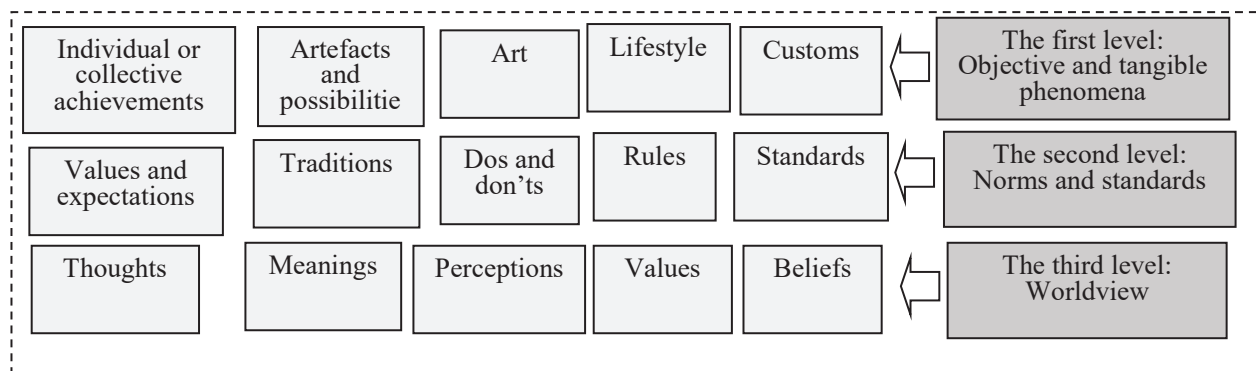 Individual or
collective
achievements
Artefacts
and
possibilitie
Art
Lifestyle
Customs
The first level:
Objective and tangible
phenomena
Values and
expectations
Traditions
Dos and
don'ts
Rules
Standards
The second level:
Norms and standards
Thoughts
Meanings
Perceptions
Values
Beliefs
The third level:
Worldview